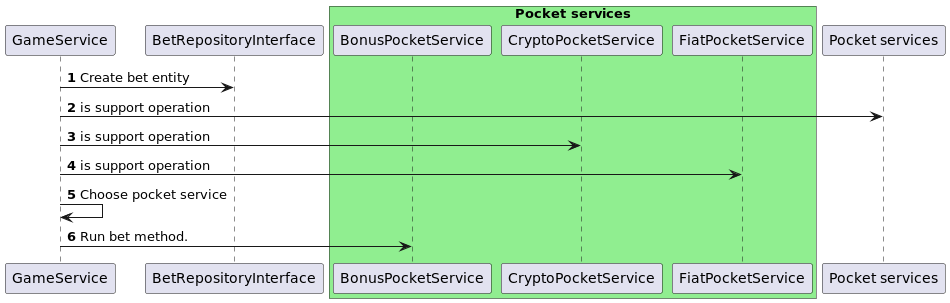 Pocket services
GameService
BetRepositoryInterface
BonusPocketService
CryptoPocketService
FiatPocketService
Pocket services
1 Create bet entity
2 is support operation
3 is support operation
4 is support operation
5 Choose pocket service
6 Run bet method.
GameService
BetRepositoryInterface
BonusPocketService
CryptoPocketService
FiatPocketService
Pocket services